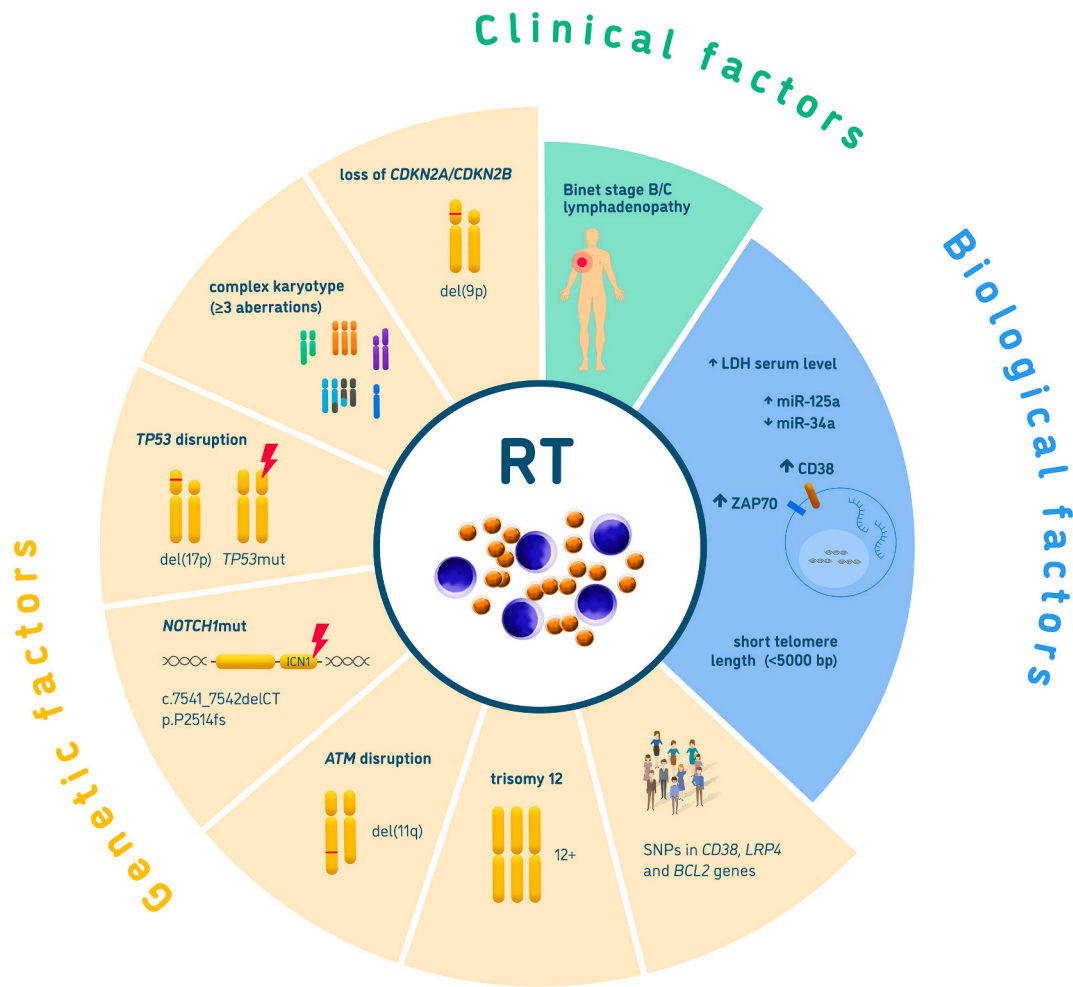 Clinical factors
Biological factors
Genetic factors
loss of CDKN2A/CDKN2B
del(9p)
Binet stage B/C
lymphadenopathy
complex karyotype
(≥3 aberrations)
↑ LDH serum level
↑ miR-125a
↓ miR-34a
↑ CD38
↑ ZAP70
TP53 disruption
del(17p) TP53mut
RT
short telomere
length (<5000 bp)
NOTCH1mut
ICN1
c.7541_7542delCT
p.P2514fs
ATM disruption
del(11q)
trisomy 12
12+
SNPs in CD38, LRP4
and BCL2 genes